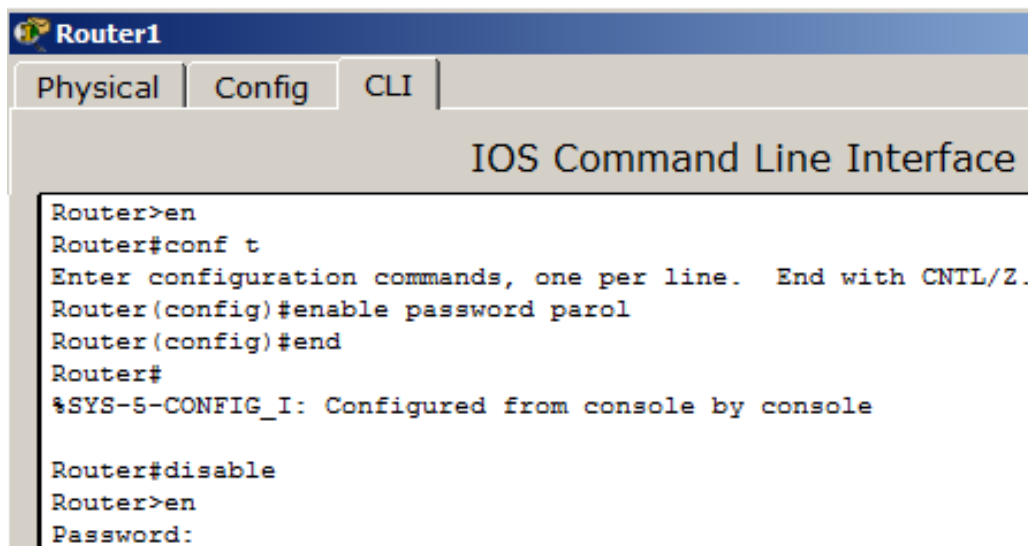 Router1
Physical Config CLI
IOS Command Line Interface
Router>en
Router#conf t
Enter configuration commands, one per line.  End with CNTL/Z.
Router(config)#enable password parol
Router(config)#end
Router#
%SYS-5-CONFIG_I: Configured from console by console
Router#disable
Router>en
Password: